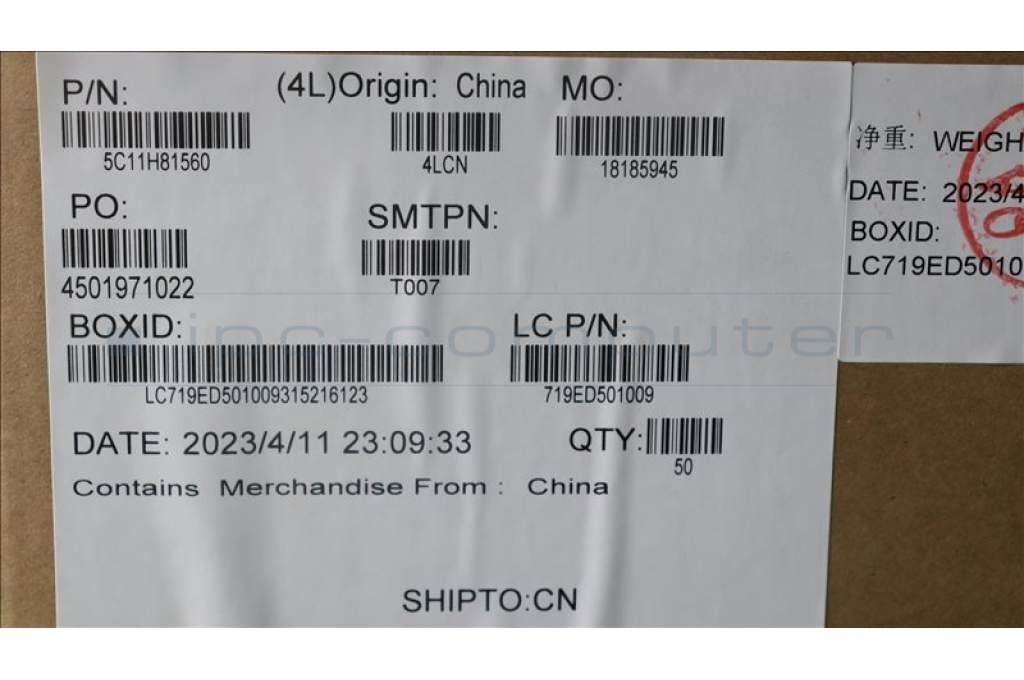 P/N: (4L)Origin: China MO:
5C11H81560 4LCN 18185945
PO: SMTPN:
4501971022 T007
BOXID: LC P/N:
LC719ED501009315216123 719ED501009
DATE: 2023/4/11 23:09:33 QTY:
50
Contains Merchandise From : China
SHIPTO:CN
净重: WEIGH
DATE: 2023/4
BOXID:
LC719ED5010
ipc-computer